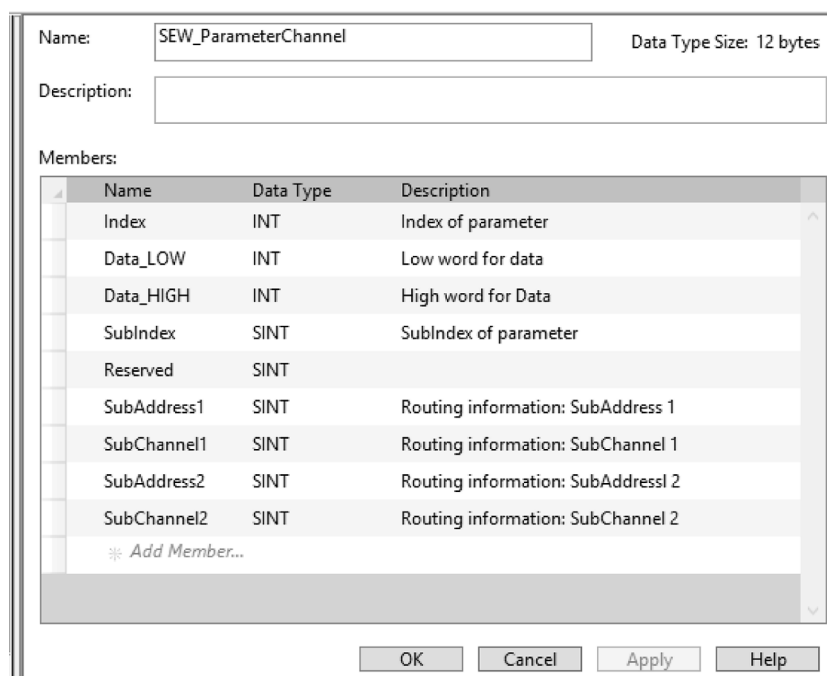 Name: SEW_ParameterChannel Data Type Size: 12 bytes
Description:
Members:
Name Data Type Description
Index INT Index of parameter
Data_LOW INT Low word for data
Data_HIGH INT High word for Data
SubIndex SINT SubIndex of parameter
Reserved SINT
SubAddress1 SINT Routing information: SubAddress 1
SubChannel1 SINT Routing information: SubChannel 1
SubAddress2 SINT Routing information: SubAddressl 2
SubChannel2 SINT Routing information: SubChannel 2
Add Member...
OK Cancel Apply Help